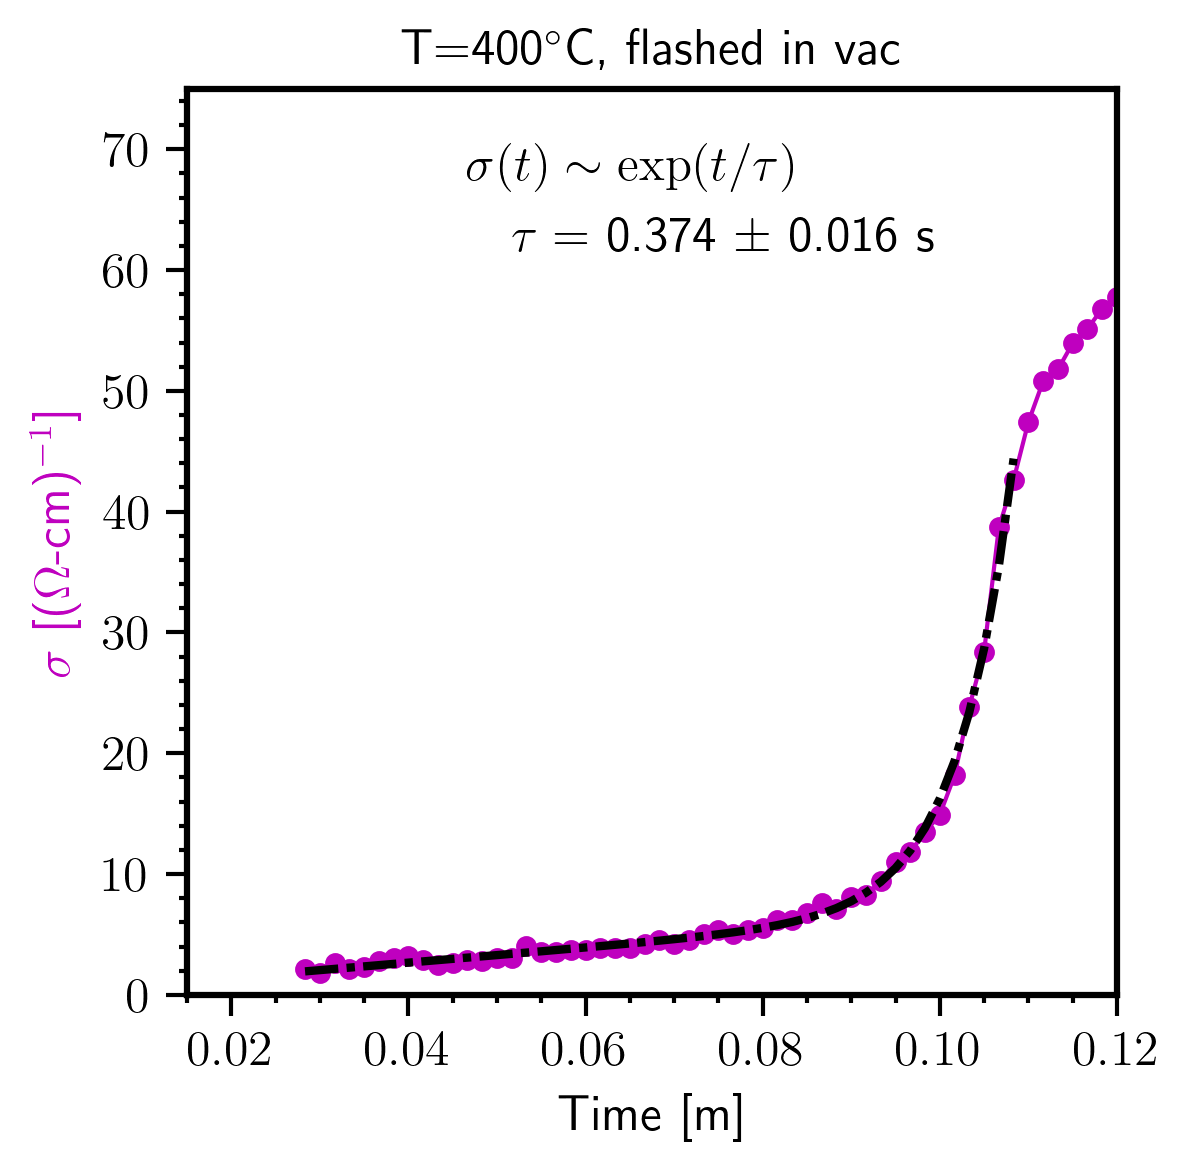 T=400°C, flashed in vac
σ(t) ∼ exp(t/τ)
τ = 0.374 ± 0.016 s
70
60
50
40
30
20
10
0
σ [(Ω-cm)⁻¹]
0.02 0.04 0.06 0.08 0.10 0.12
Time [m]